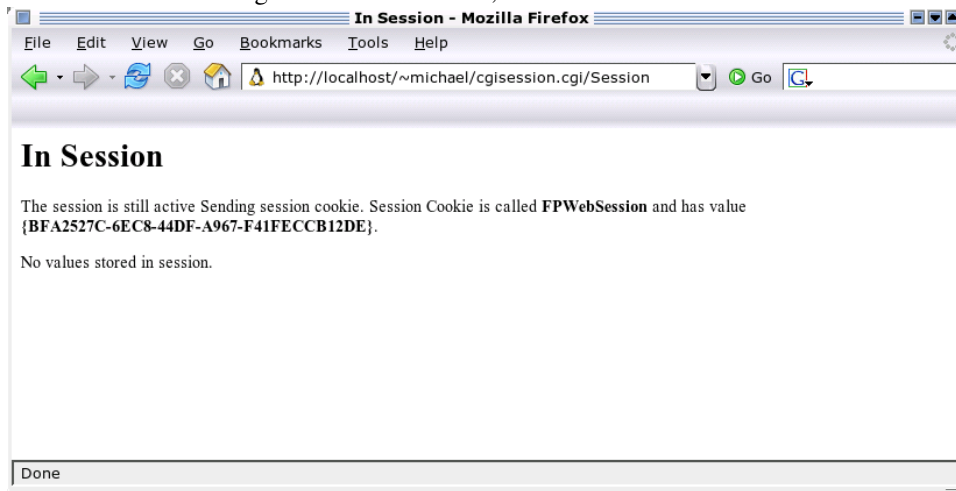 In Session - Mozilla Firefox
File Edit View Go Bookmarks Tools Help
http://localhost/~michael/cgisession.cgi/Session Go G
In Session
The session is still active Sending session cookie. Session Cookie is called FPWebSession and has value
{BFA2527C-6EC8-44DF-A967-F41FECCB12DE}.
No values stored in session.
Done